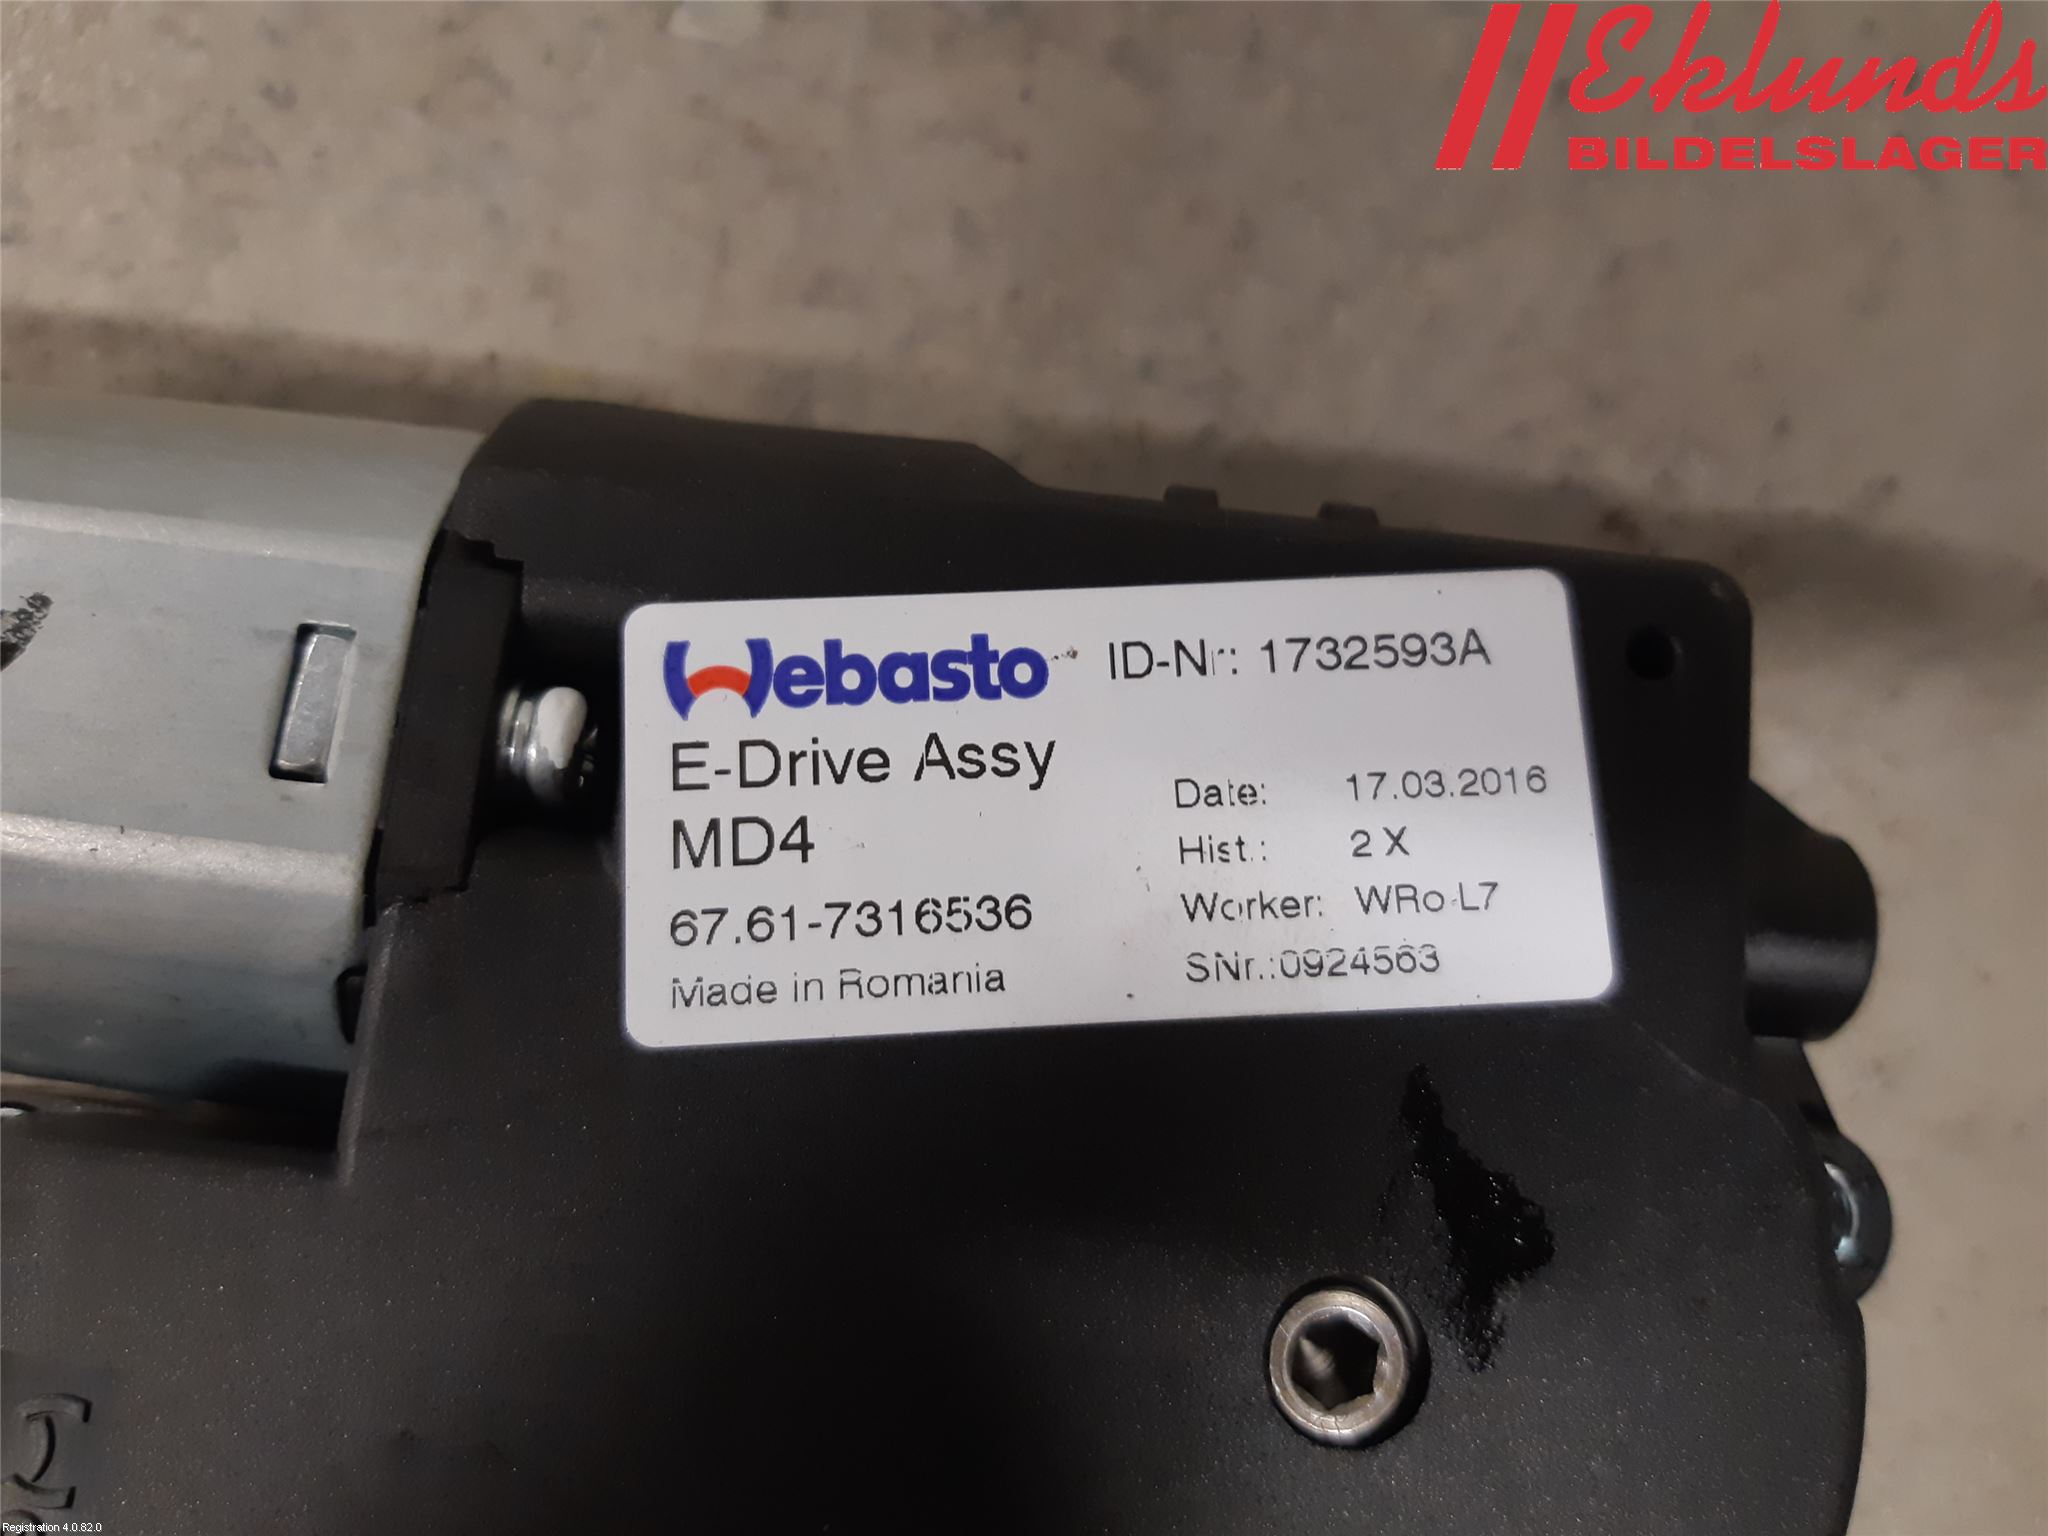 Eklunds
BILDELSLAGER
Webasto
ID-Nr: 1732593A
E-Drive Assy
MD4
67.61-7316536
Made in Romania
Date: 17.03.2016
Hist.: 2 X
Worker: WRo-L7
SNr.:0924563
Registration 4.0.82.0